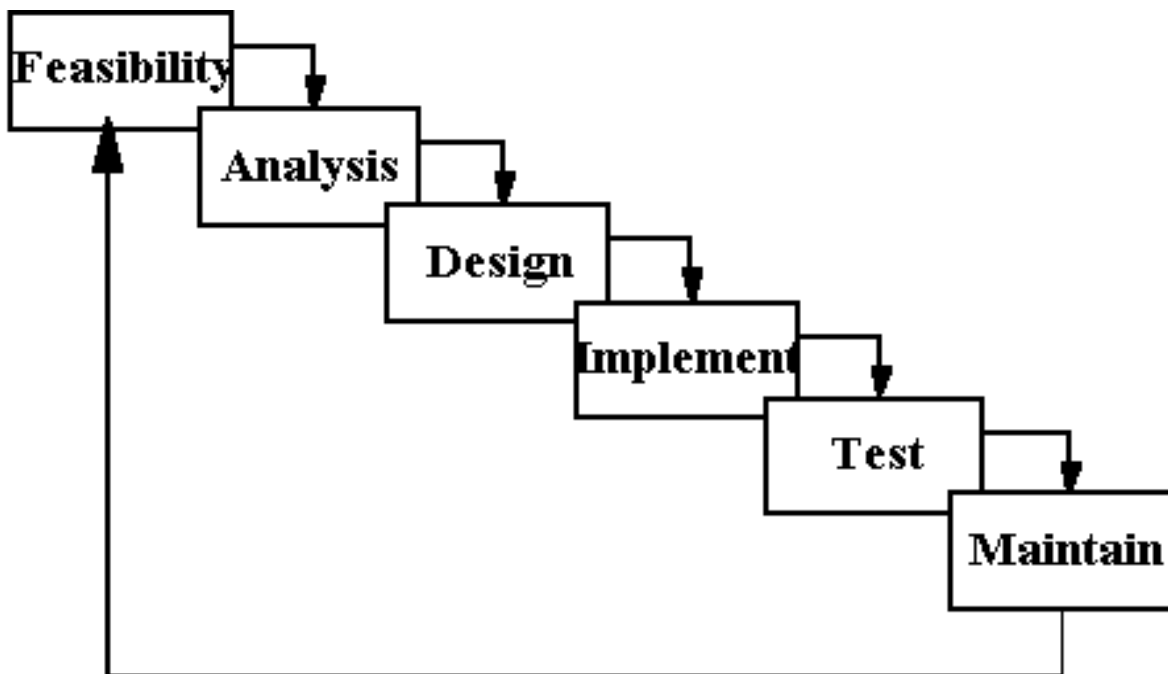 Feasibility
Analysis
Design
Implement
Test
Maintain